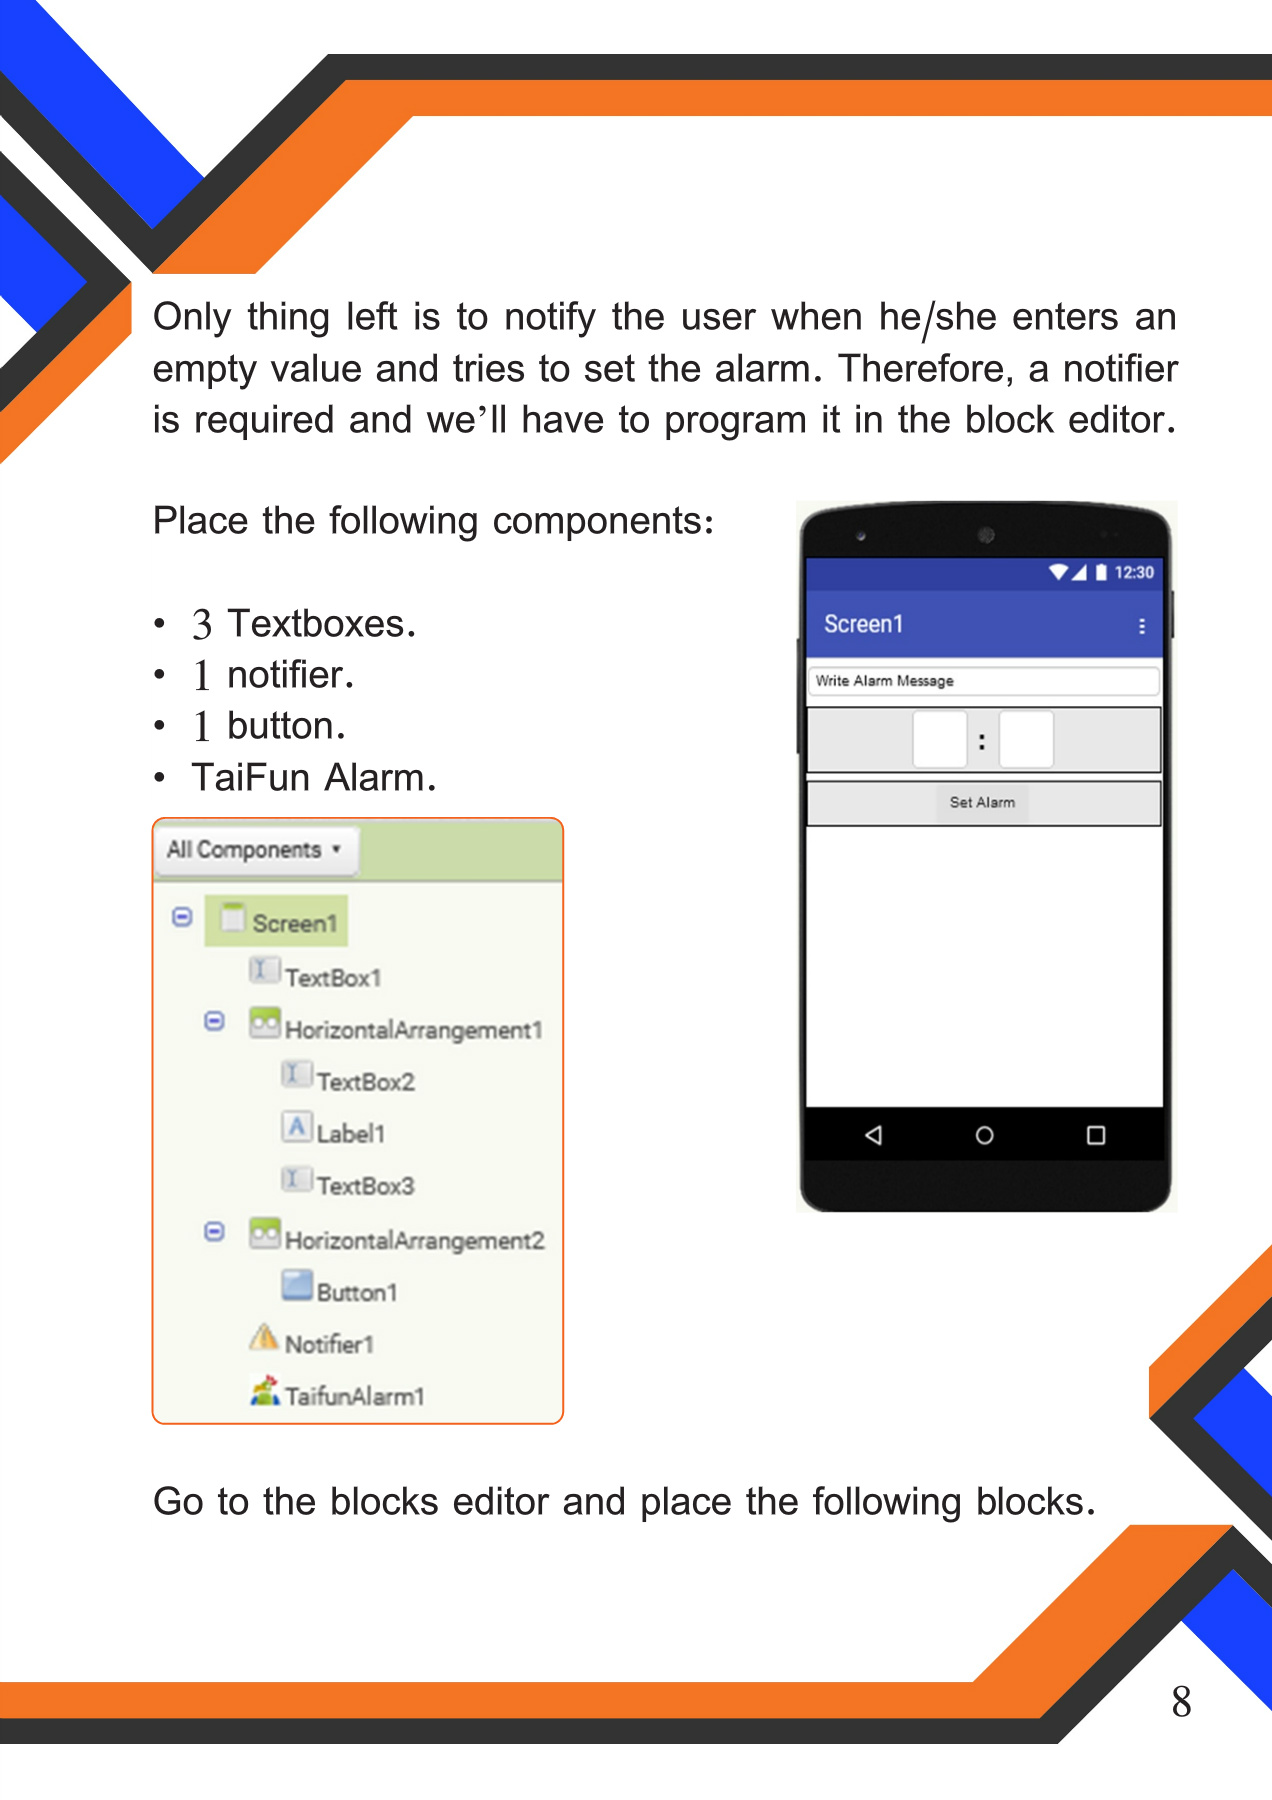 Only thing left is to notify the user when he/she enters an
empty value and tries to set the alarm. Therefore, a notifier
is required and we’ll have to program it in the block editor.
Place the following components:
• 3 Textboxes.
• 1 notifier.
• 1 button.
• TaiFun Alarm.
12:30
Screen1
Write Alarm Message
:
Set Alarm
All Components
Screen1
TextBox1
HorizontalArrangement1
TextBox2
A Label1
TextBox3
HorizontalArrangement2
Button1
Notifier1
TaifunAlarm1
Go to the blocks editor and place the following blocks.
8